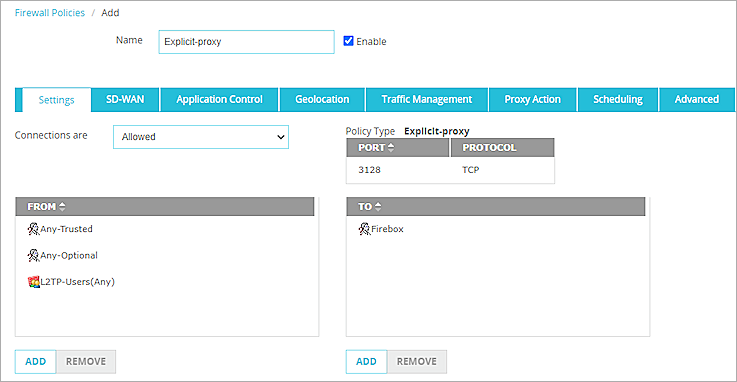 Firewall Policies / Add
Name Explicit-proxy Enable
Settings SD-WAN Application Control Geolocation Traffic Management Proxy Action Scheduling Advanced
Connections are Allowed
Policy Type Explicit-proxy
PORT PROTOCOL
3128 TCP
FROM
Any-Trusted
Any-Optional
L2TP-Users(Any)
ADD REMOVE
TO
Firebox
ADD REMOVE